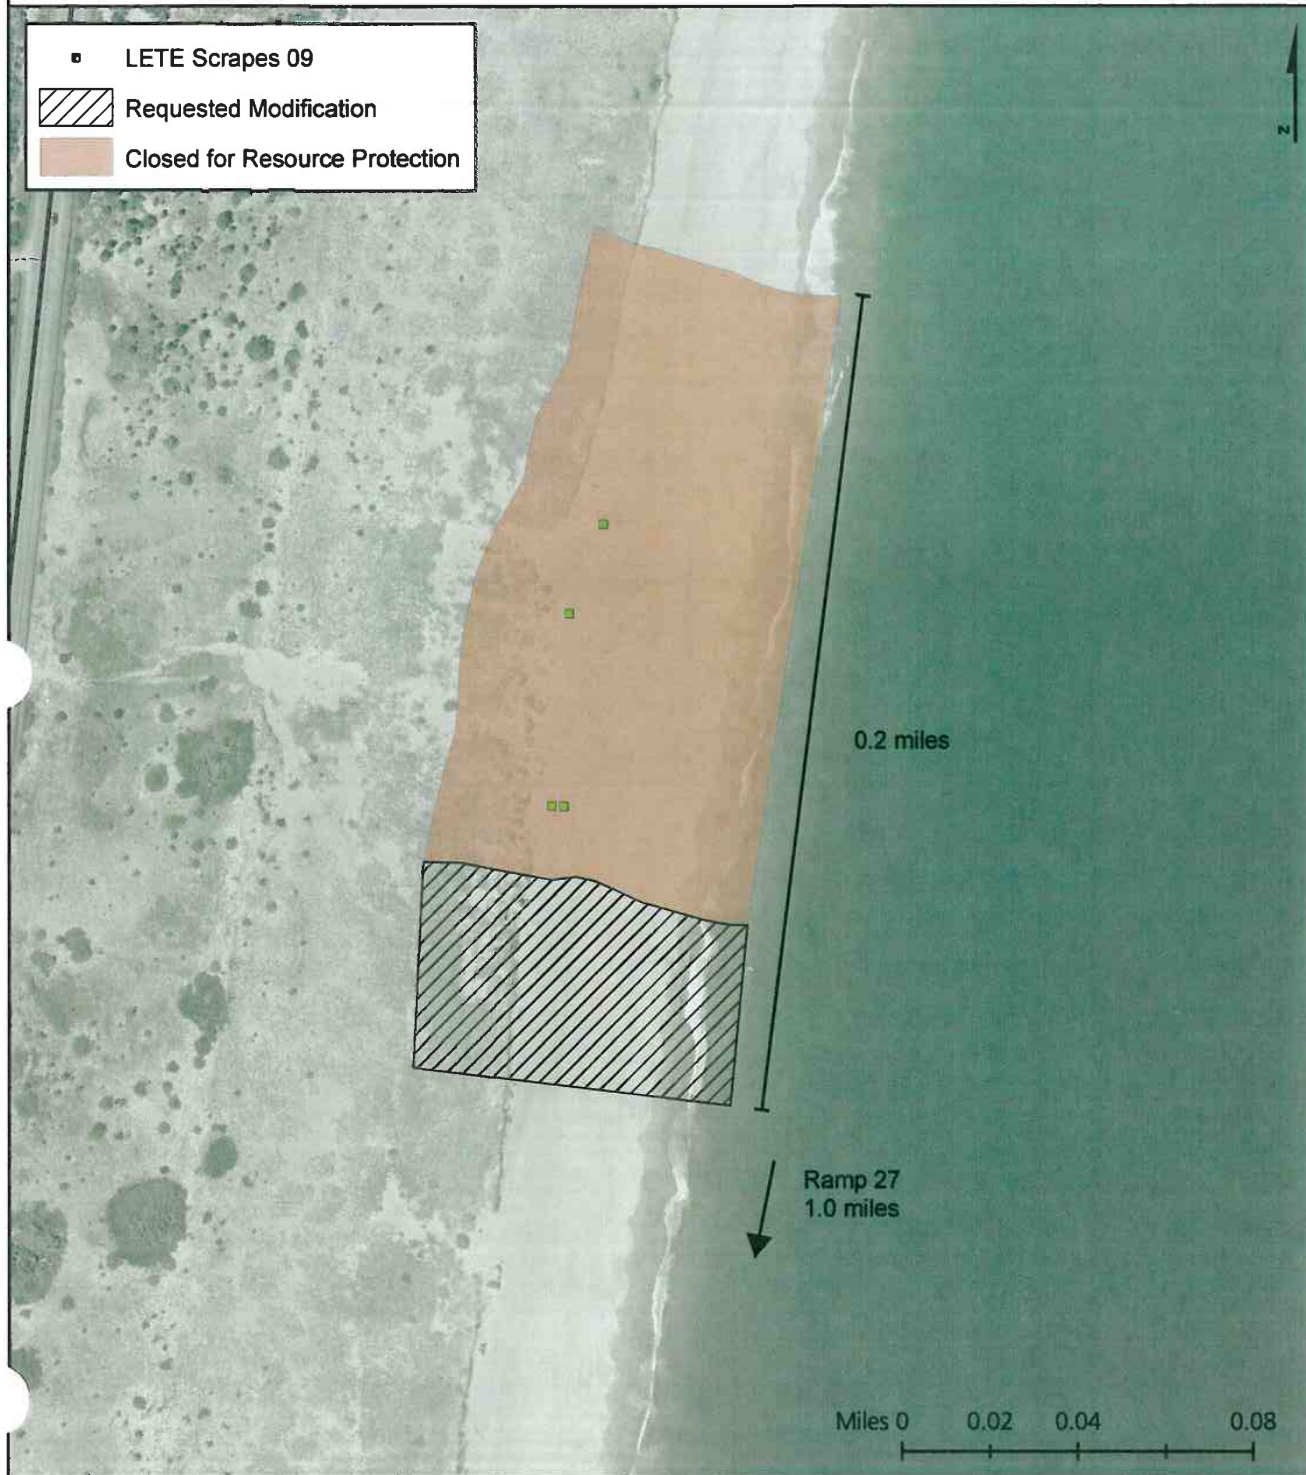 LETE Scrapes 09
Requested Modification
Closed for Resource Protection
N
0.2 miles
Ramp 27
1.0 miles
Miles 0 0.02 0.04 0.08